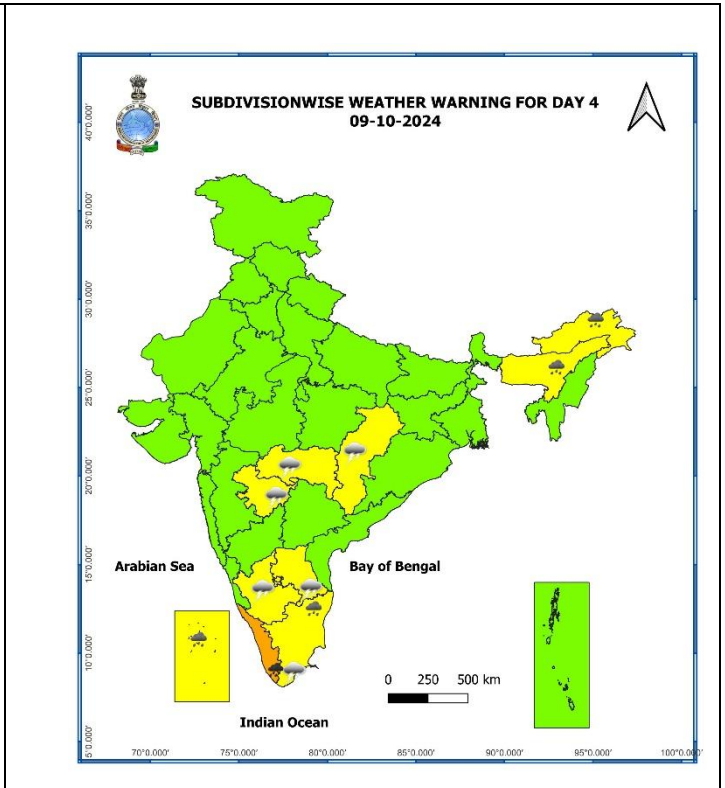 SUBDIVISIONWISE WEATHER WARNING FOR DAY 4
09-10-2024
40°0.000'
35°0.000'
30°0.000'
25°0.000'
20°0.000'
15°0.000'
10°0.000'
5°0.000'
Arabian Sea
Bay of Bengal
0 250 500 km
Indian Ocean
70°0.000' 75°0.000' 80°0.000' 85°0.000' 90°0.000' 95°0.000' 100°0.000'